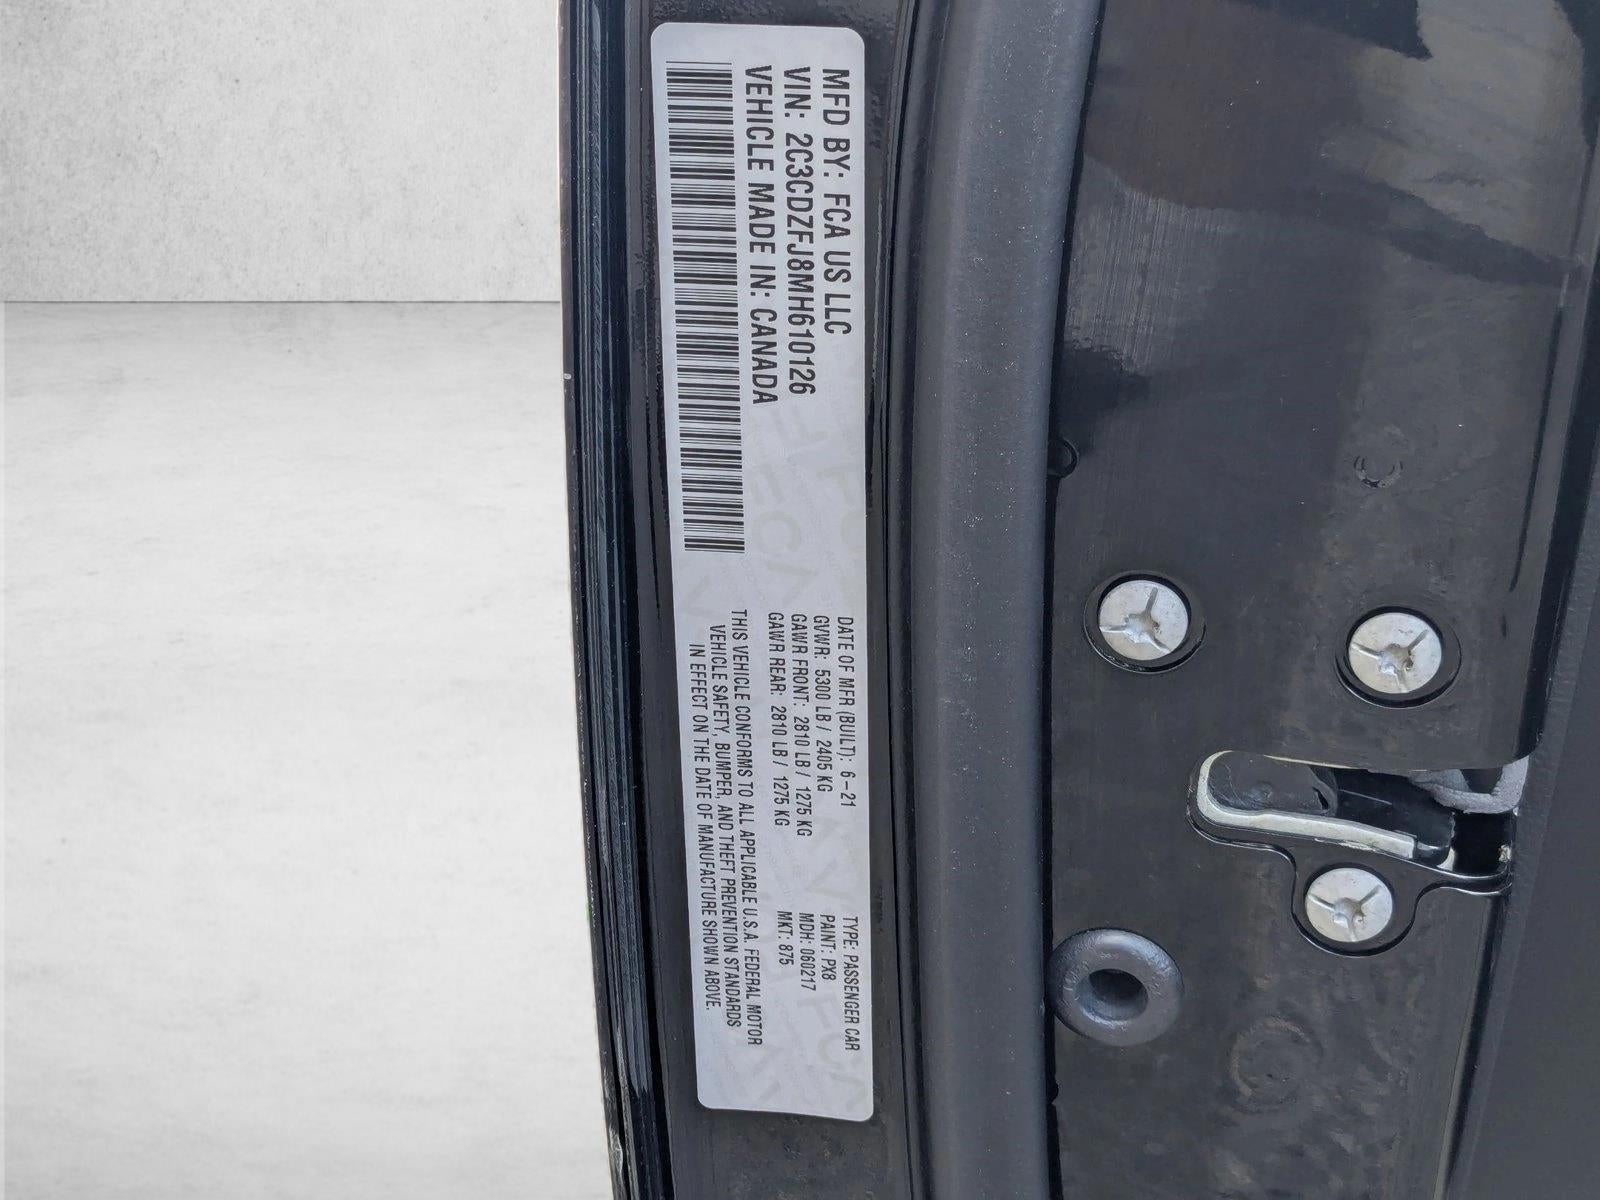 MFD BY: FCA US LLC
VIN: 2C3CDZFJ8MH610126
VEHICLE MADE IN: CANADA
DATE OF MFR (BUILT): 6-21
GVWR: 5300 LB / 2405 KG
GAWR FRONT: 2810 LB / 1275 KG
GAWR REAR: 2810 LB / 1275 KG
TYPE: PASSENGER CAR
PAINT: PX8
MDH: 060217
MKT: 875
THIS VEHICLE CONFORMS TO ALL APPLICABLE U.S.A. FEDERAL MOTOR
VEHICLE SAFETY, BUMPER, AND THEFT PREVENTION STANDARDS
IN EFFECT ON THE DATE OF MANUFACTURE SHOWN ABOVE.